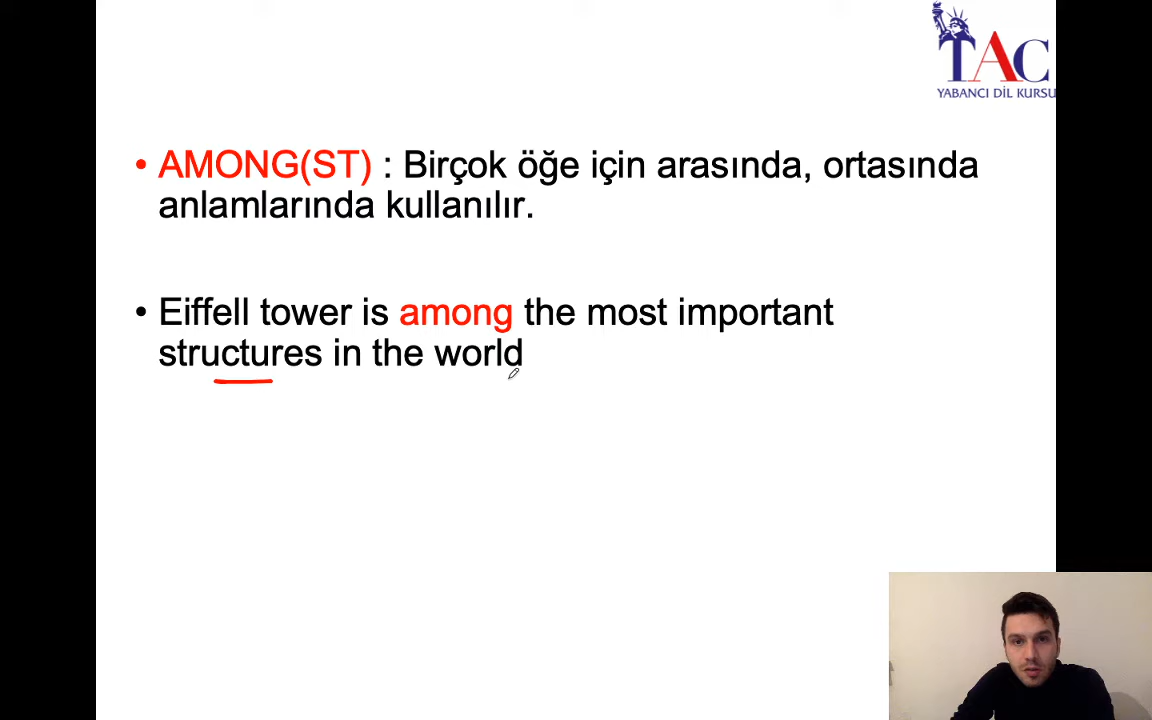 TAC
YABANCI DİL KURSU
• AMONG(ST) : Birçok öğe için arasında, ortasında
anlamlarında kullanılır.
• Eiffell tower is among the most important
structures in the world